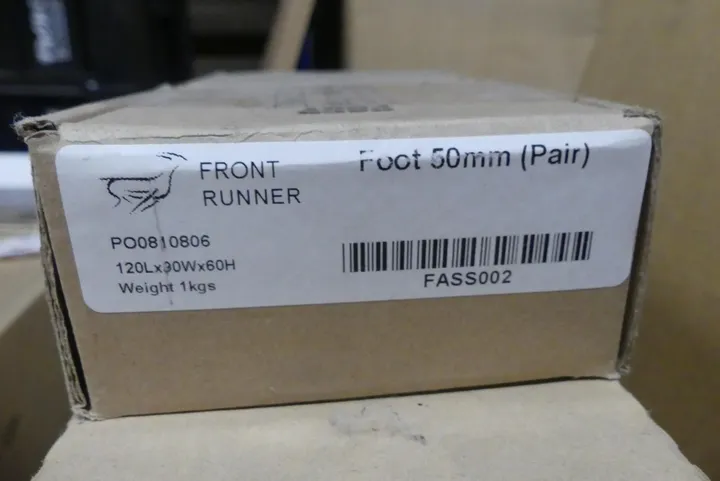 FRONT
RUNNER
Foot 50mm (Pair)
PO0810806
120Lx90Wx60H
Weight 1kgs
FASS002